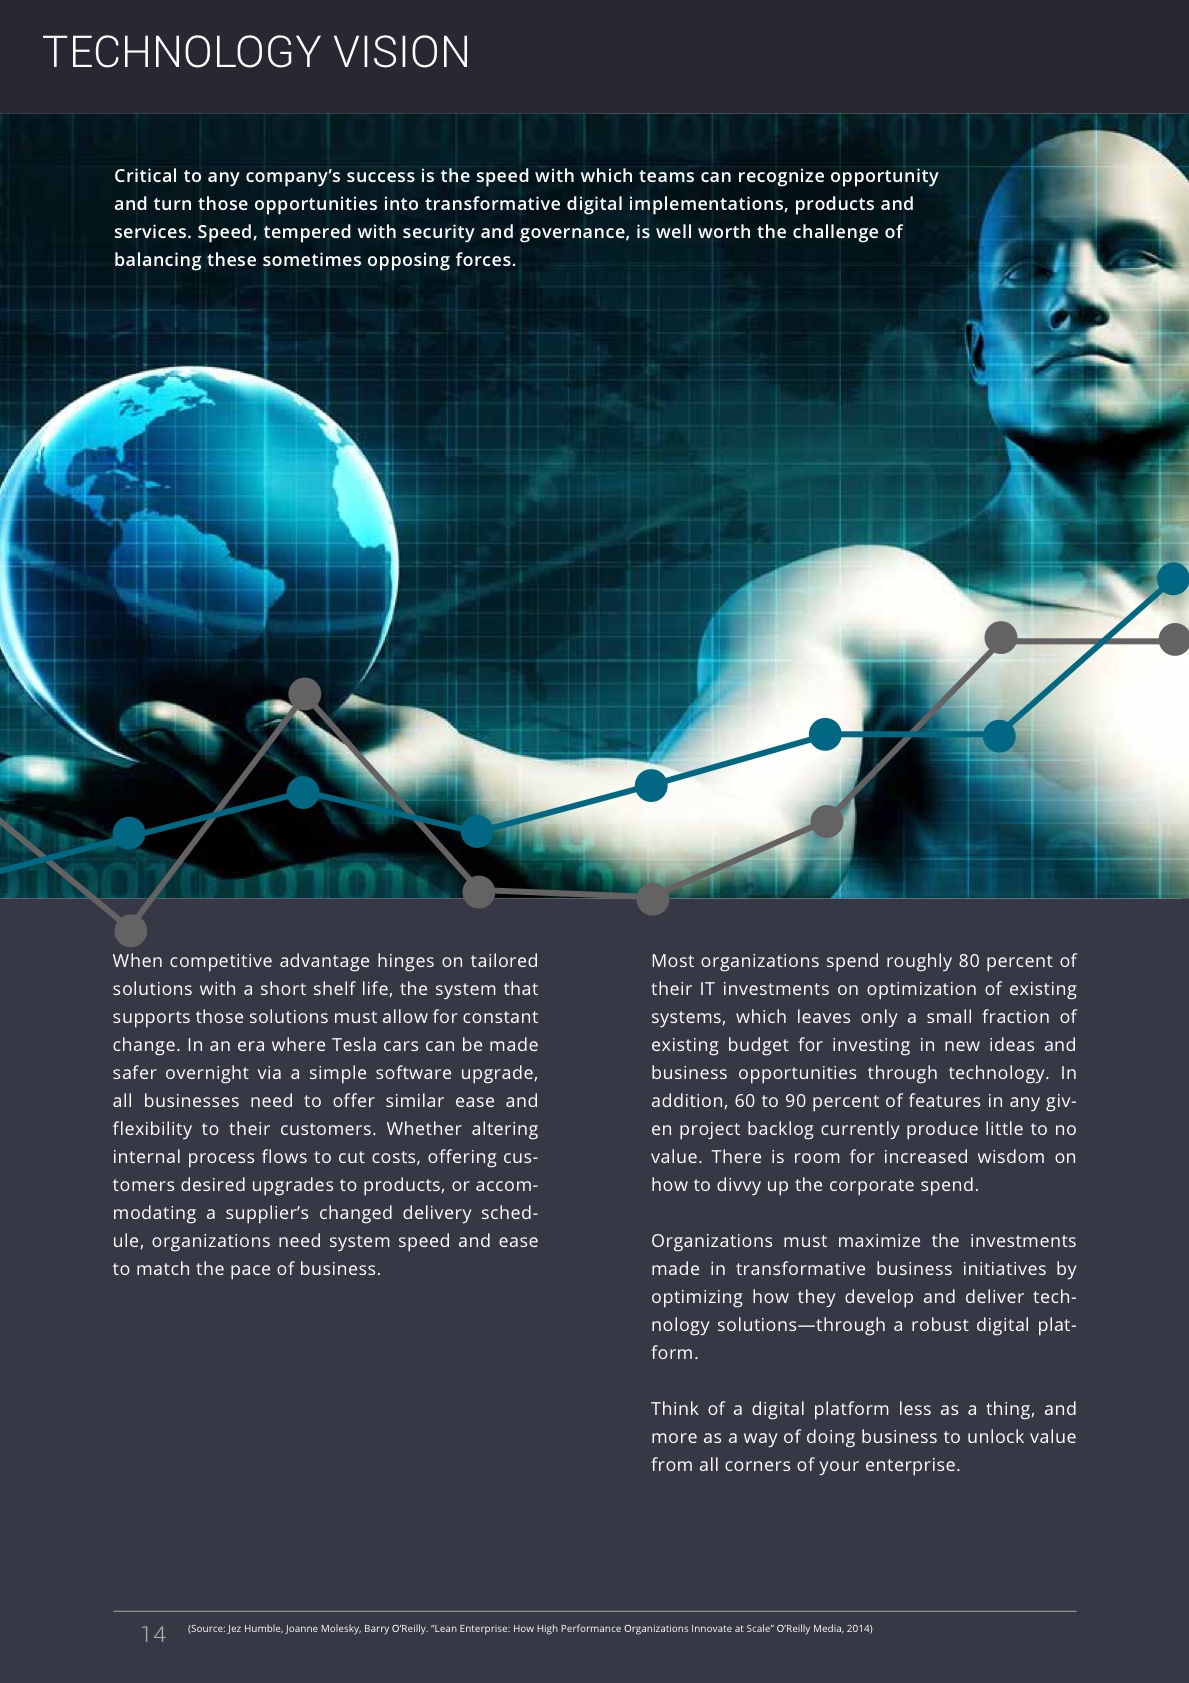 TECHNOLOGY VISION
Critical to any company’s success is the speed with which teams can recognize opportunity
and turn those opportunities into transformative digital implementations, products and
services. Speed, tempered with security and governance, is well worth the challenge of
balancing these sometimes opposing forces.
When competitive advantage hinges on tailored
solutions with a short shelf life, the system that
supports those solutions must allow for constant
change. In an era where Tesla cars can be made
safer overnight via a simple software upgrade,
all businesses need to offer similar ease and
flexibility to their customers. Whether altering
internal process flows to cut costs, offering cus-
tomers desired upgrades to products, or accom-
modating a supplier’s changed delivery sched-
ule, organizations need system speed and ease
to match the pace of business.
Most organizations spend roughly 80 percent of
their IT investments on optimization of existing
systems, which leaves only a small fraction of
existing budget for investing in new ideas and
business opportunities through technology. In
addition, 60 to 90 percent of features in any giv-
en project backlog currently produce little to no
value. There is room for increased wisdom on
how to divvy up the corporate spend.
Organizations must maximize the investments
made in transformative business initiatives by
optimizing how they develop and deliver tech-
nology solutions—through a robust digital plat-
form.
Think of a digital platform less as a thing, and
more as a way of doing business to unlock value
from all corners of your enterprise.
14 (Source: Jez Humble, Joanne Molesky, Barry O’Reilly. “Lean Enterprise: How High Performance Organizations Innovate at Scale” O’Reilly Media, 2014)